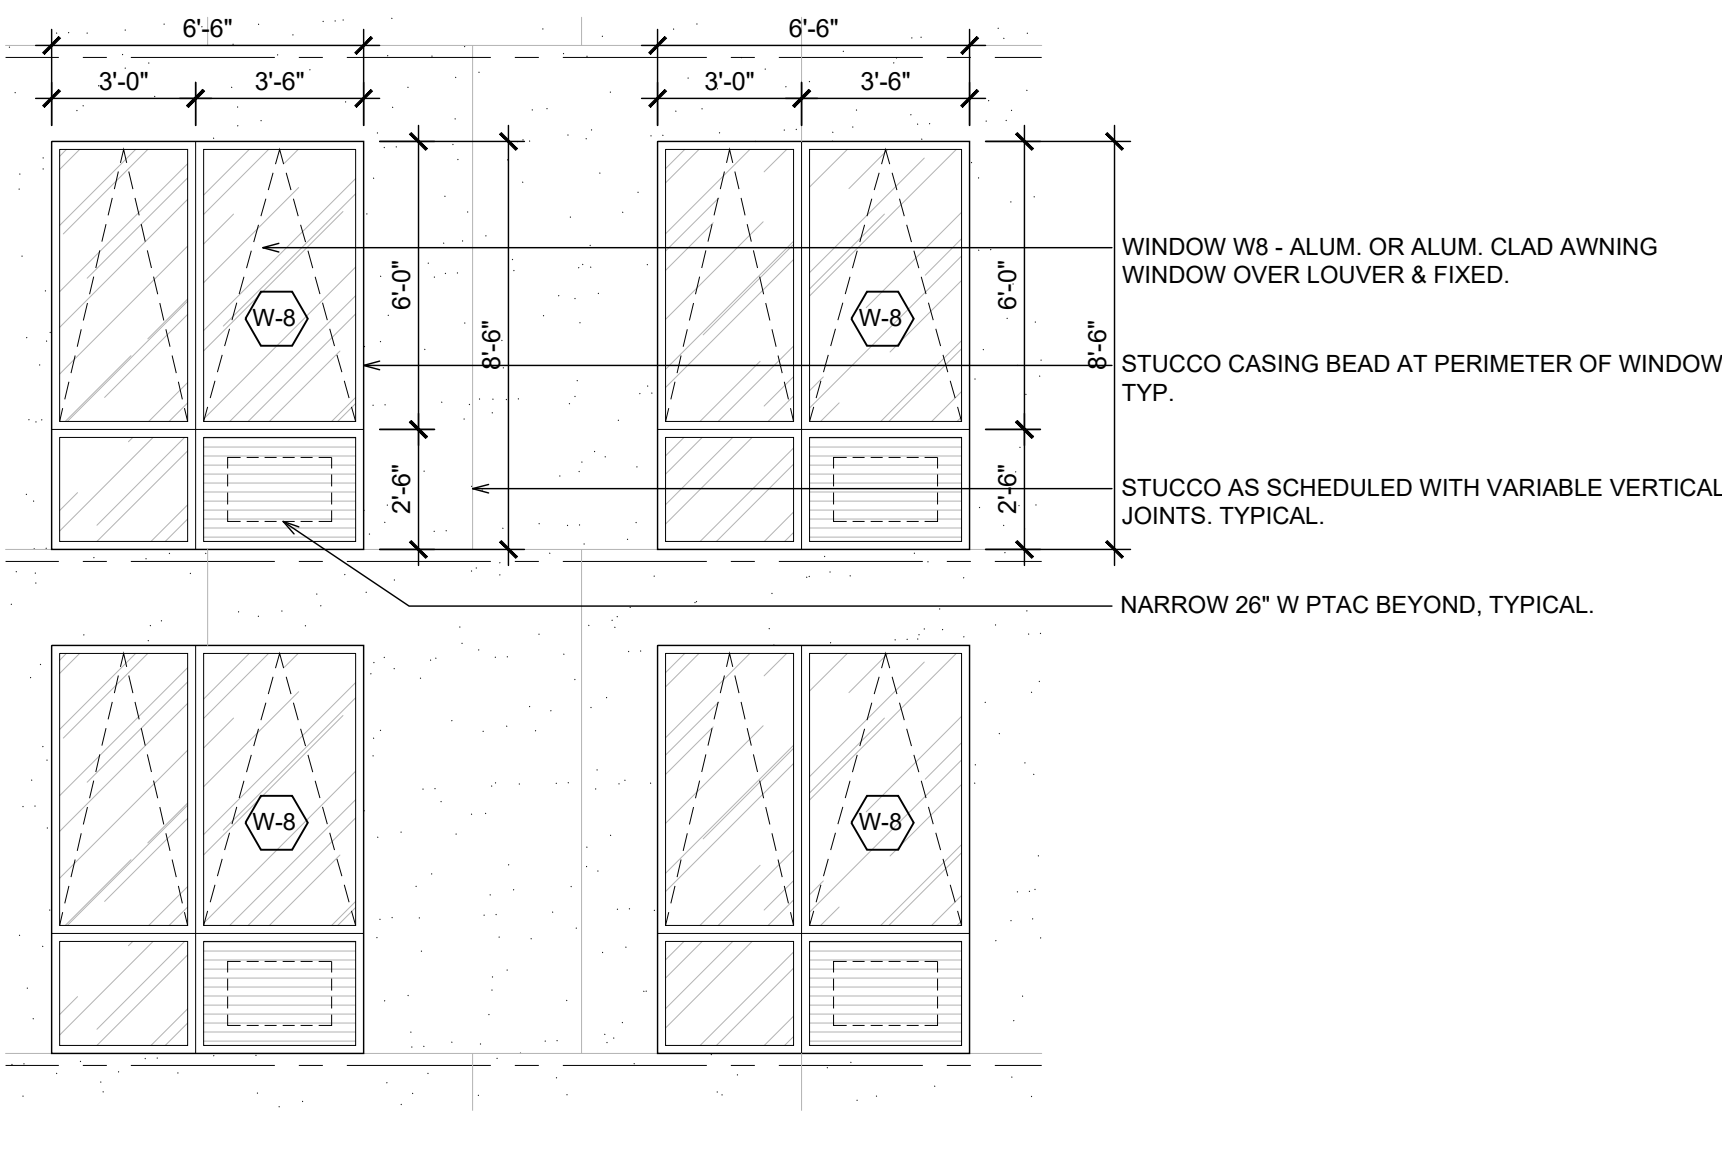 6'-6" 6'-6"
3'-0" 3'-6" 3'-0" 3'-6"
WINDOW W8 - ALUM. OR ALUM. CLAD AWNING
WINDOW OVER LOUVER & FIXED.
6'-0" 6'-0"
W-8 W-8
8'-6" 8'-6"
STUCCO CASING BEAD AT PERIMETER OF WINDOW
TYP.
2'-6" 2'-6"
STUCCO AS SCHEDULED WITH VARIABLE VERTICAL
JOINTS. TYPICAL.
NARROW 26" W PTAC BEYOND, TYPICAL.
W-8 W-8